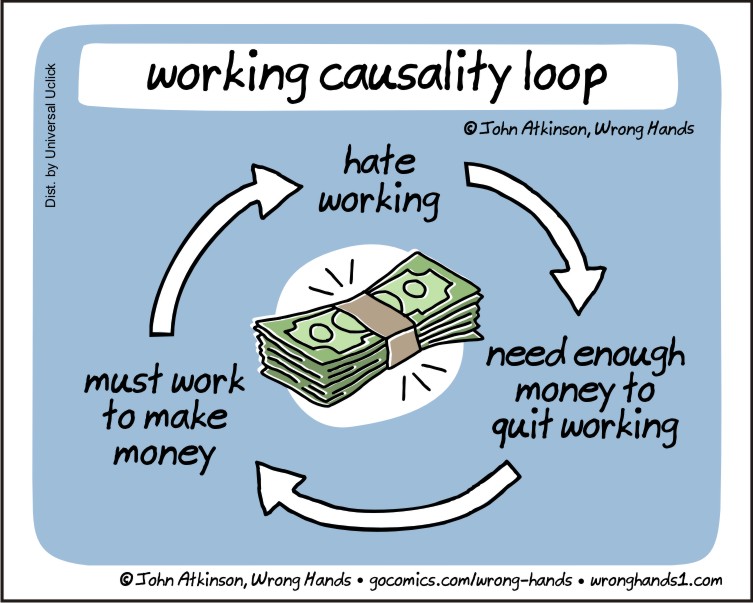 working causality loop
Dist. by Universal Uclick
© John Atkinson, Wrong Hands
hate
working
need enough
money to
quit working
must work
to make
money
© John Atkinson, Wrong Hands • gocomics.com/wrong-hands • wronghands1.com